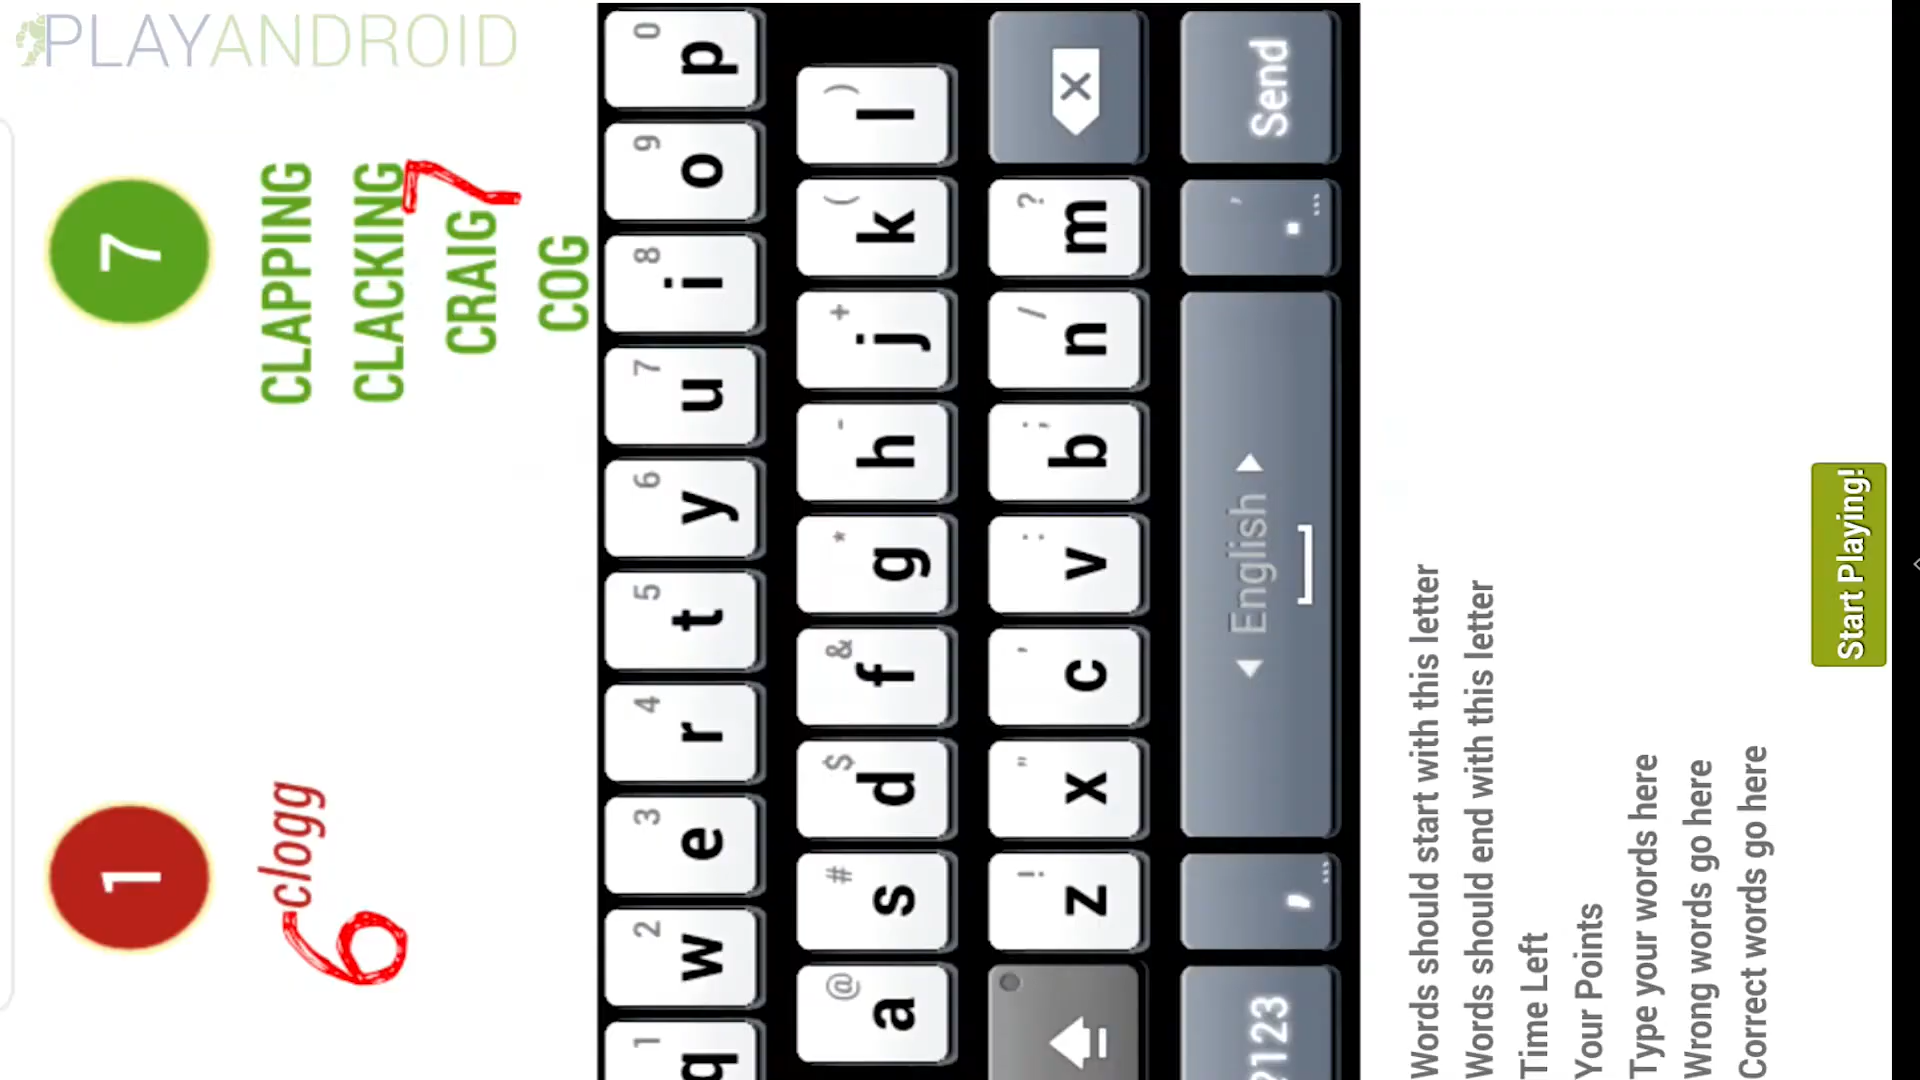 PLAYANDROID
1
7
clogg
CLAPPING
CLACKING
CRAIG
COG
6
7
1 2 3 4 5 6 7 8 9 0
q w e r t y u i o p
@ # $ & * - + ( )
a s d f g h j k l
! " ' : ; / ?
z x c v b n m
?123 , English . Send
Words should start with this letter
Words should end with this letter
Time Left
Your Points
Type your words here
Wrong words go here
Correct words go here
Start Playing!